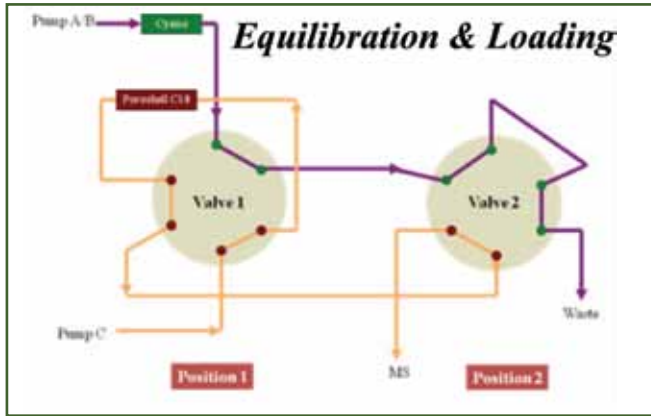 Pump A/B
Cyano
Equilibration & Loading
Poroshell C18
Valve 1
Valve 2
Waste
Pump C
Position 1
MS
Position 2